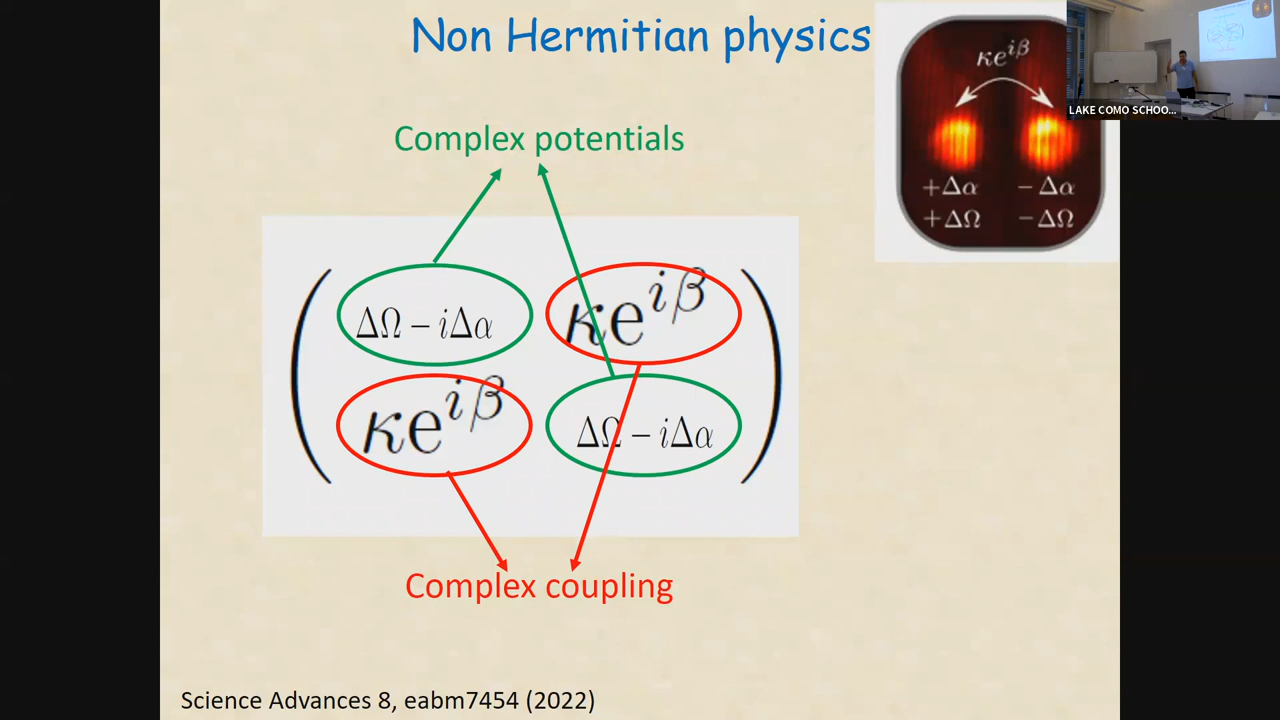 Non Hermitian physics
κe^{iβ}
LAKE COMO SCHOO...
+Δα −Δα
+ΔΩ −ΔΩ
Complex potentials
ΔΩ − iΔα κe^{iβ}
κe^{iβ} ΔΩ − iΔα
Complex coupling
Science Advances 8, eabm7454 (2022)